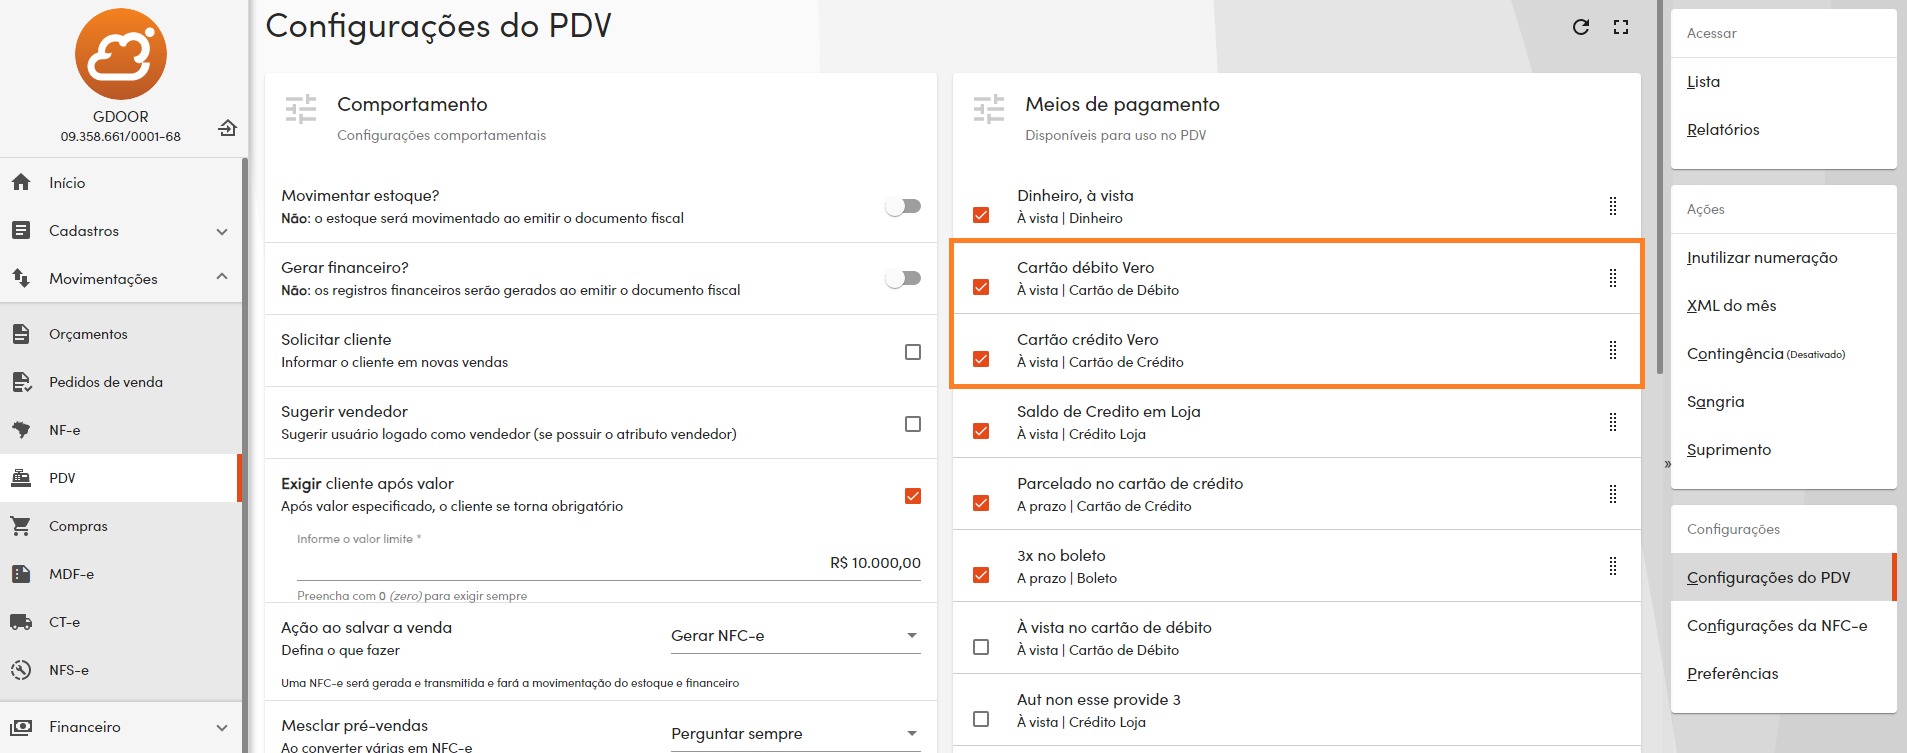 GDOOR
09.358.661/0001-68
Início
Cadastros
Movimentações
Orçamentos
Pedidos de venda
NF-e
PDV
Compras
MDF-e
CT-e
NFS-e
Financeiro
Configurações do PDV
Comportamento
Configurações comportamentais
Movimentar estoque?
Não: o estoque será movimentado ao emitir o documento fiscal
Gerar financeiro?
Não: os registros financeiros serão gerados ao emitir o documento fiscal
Solicitar cliente
Informar o cliente em novas vendas
Sugerir vendedor
Sugerir usuário logado como vendedor (se possuir o atributo vendedor)
Exigir cliente após valor
Após valor especificado, o cliente se torna obrigatório
Informe o valor limite *
R$ 10.000,00
Preencha com 0 (zero) para exigir sempre
Ação ao salvar a venda
Defina o que fazer
Gerar NFC-e
Uma NFC-e será gerada e transmitida e fará a movimentação do estoque e financeiro
Mesclar pré-vendas
Ao converter várias em NFC-e
Perguntar sempre
Meios de pagamento
Disponíveis para uso no PDV
Dinheiro, à vista
À vista | Dinheiro
Cartão débito Vero
À vista | Cartão de Débito
Cartão crédito Vero
À vista | Cartão de Crédito
Saldo de Credito em Loja
À vista | Crédito Loja
Parcelado no cartão de crédito
A prazo | Cartão de Crédito
3x no boleto
A prazo | Boleto
À vista no cartão de débito
À vista | Cartão de Débito
Aut non esse provide 3
À vista | Crédito Loja
»
Acessar
Lista
Relatórios
Ações
Inutilizar numeração
XML do mês
Contingência (Desativado)
Sangria
Suprimento
Configurações
Configurações do PDV
Configurações da NFC-e
Preferências